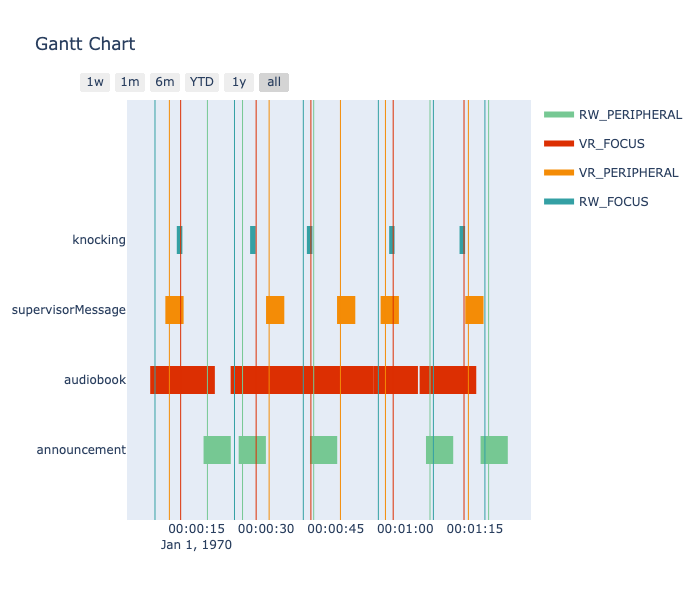 Gantt Chart
1w 1m 6m YTD 1y all
RW_PERIPHERAL
VR_FOCUS
VR_PERIPHERAL
RW_FOCUS
knocking
supervisorMessage
audiobook
announcement
00:00:15 00:00:30 00:00:45 00:01:00 00:01:15
Jan 1, 1970